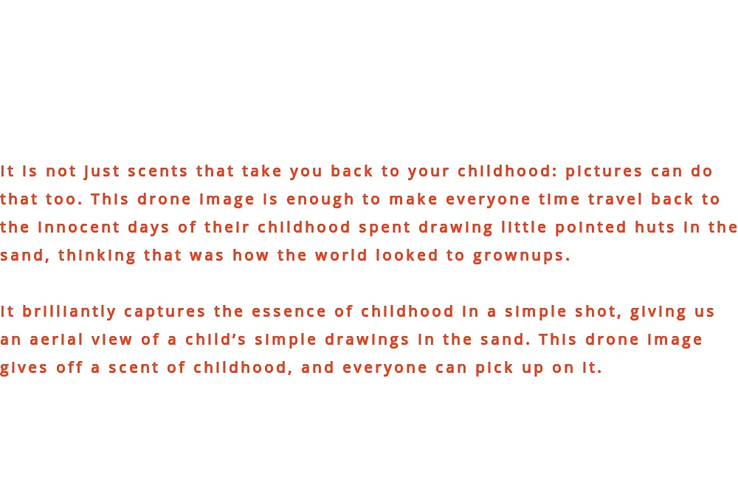 It is not just scents that take you back to your childhood: pictures can do
that too. This drone image is enough to make everyone time travel back to
the innocent days of their childhood spent drawing little pointed huts in the
sand, thinking that was how the world looked to grownups.
It brilliantly captures the essence of childhood in a simple shot, giving us
an aerial view of a child’s simple drawings in the sand. This drone image
gives off a scent of childhood, and everyone can pick up on it.